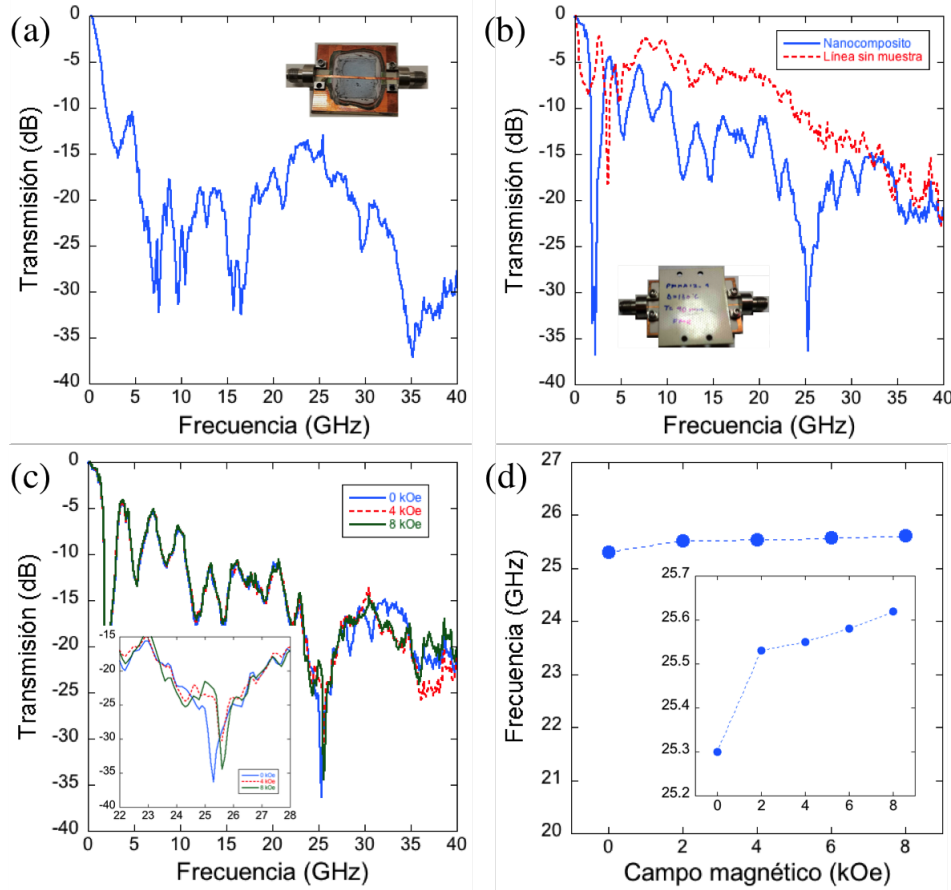 (a)
0
-5
-10
-15
-20
-25
-30
-35
-40
Transmisión (dB)
0 5 10 15 20 25 30 35 40
Frecuencia (GHz)
(b)
0
-5
-10
-15
-20
-25
-30
-35
-40
Transmisión (dB)
Nanocomposito
Línea sin muestra
0 5 10 15 20 25 30 35 40
Frecuencia (GHz)
(c)
0
-5
-10
-15
-20
-25
-30
-35
-40
Transmisión (dB)
0 kOe
4 kOe
8 kOe
-15
-20
-25
-30
-35
-40
0 kOe
4 kOe
8 kOe
22 23 24 25 26 27 28
0 5 10 15 20 25 30 35 40
Frecuencia (GHz)
(d)
27
26
25
24
23
22
21
20
Frecuencia (GHz)
25.7
25.6
25.5
25.4
25.3
25.2
0 2 4 6 8
0 2 4 6 8
Campo magnético (kOe)